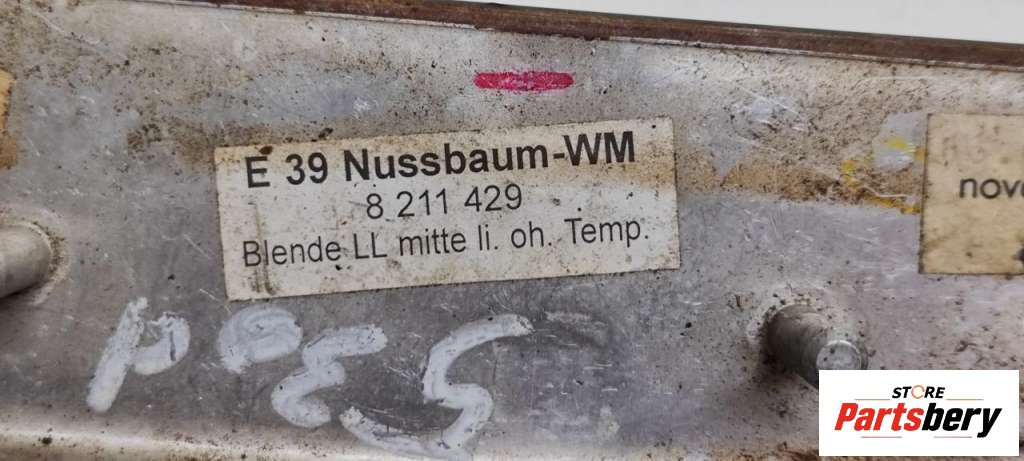 E 39 Nussbaum-WM
8 211 429
Blende LL mitte li. oh. Temp.
STORE
Partsbery